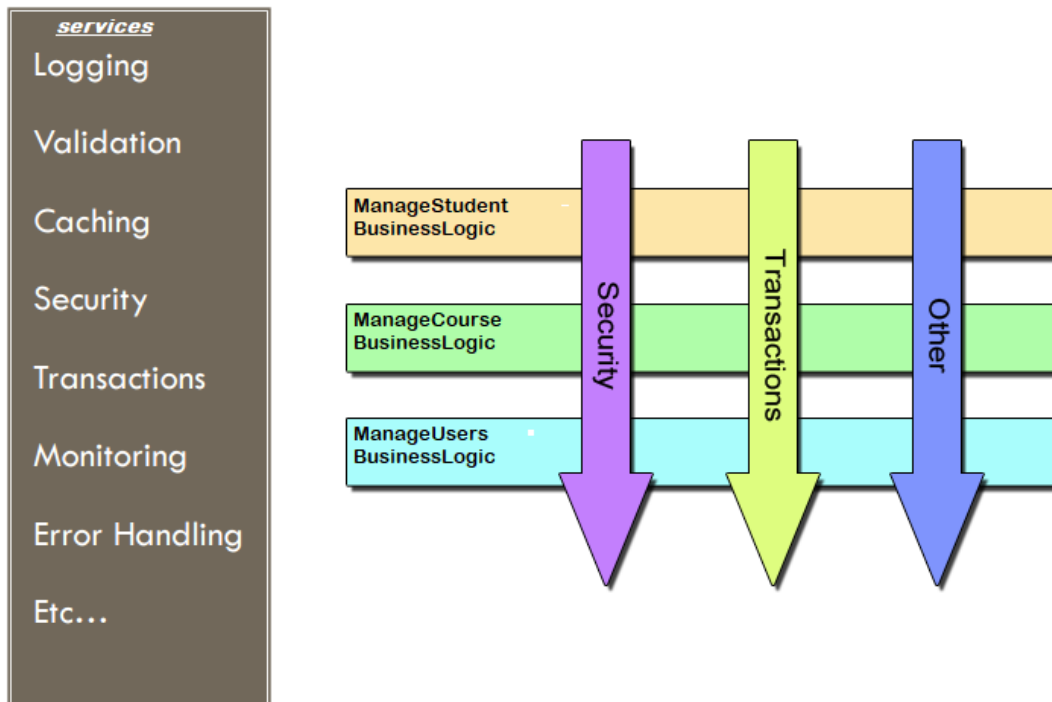 services
Logging
Validation
Caching
Security
Transactions
Monitoring
Error Handling
Etc...
ManageStudent
BusinessLogic
ManageCourse
BusinessLogic
ManageUsers
BusinessLogic
Security
Transactions
Other